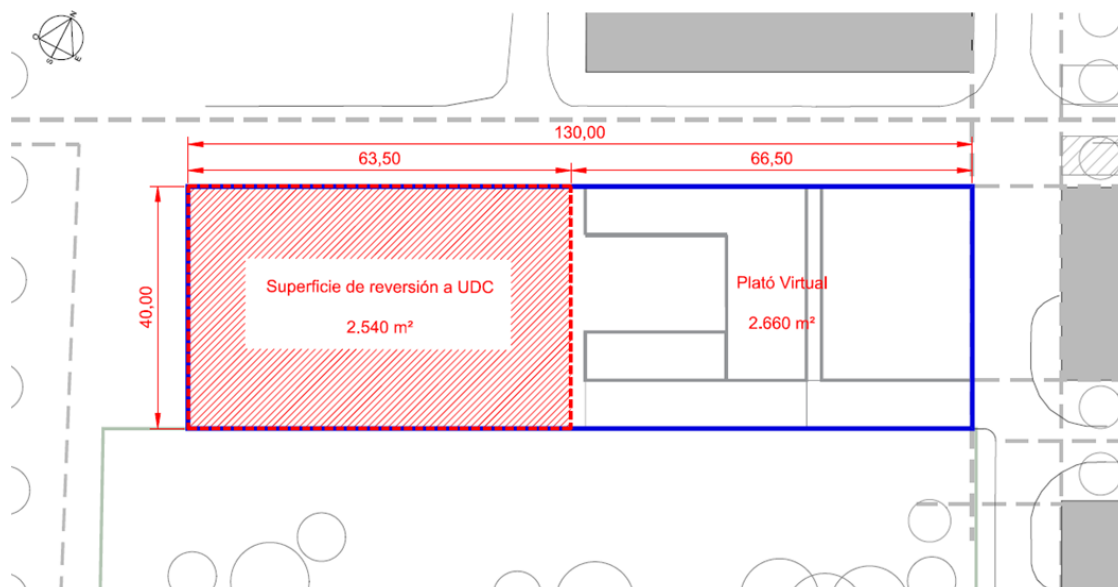 N
O
S
E
130,00
63,50
66,50
40,00
Superficie de reversión a UDC
2.540 m²
Plató Virtual
2.660 m²